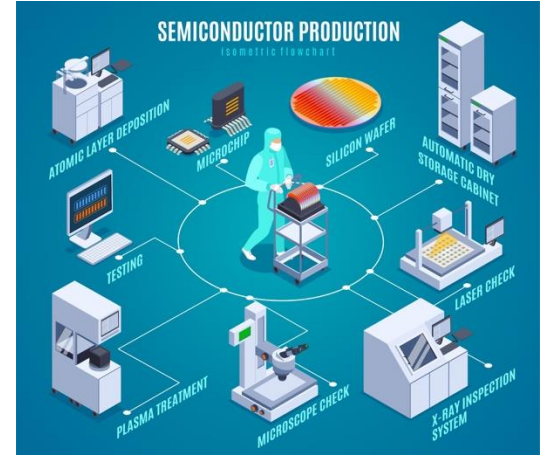 SEMICONDUCTOR PRODUCTION
isometric flowchart
ATOMIC LAYER DEPOSITION
MICROCHIP
SILICON WAFER
AUTOMATIC DRY
STORAGE CABINET
TESTING
LASER CHECK
PLASMA TREATMENT
MICROSCOPE CHECK
X-RAY INSPECTION
SYSTEM